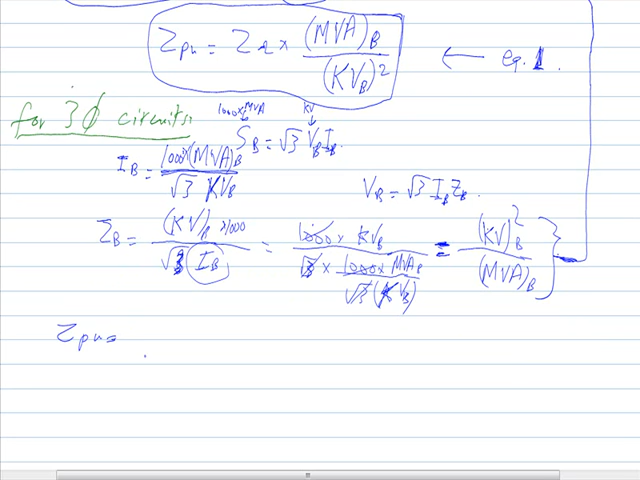 Zpu = ZΩ × (MVA)B / (KVB)² ← eq. 1.
for 3ϕ circuits:
1000×MVA KV
SB = √3 VB IB
IB = 1000×(MVA)B / √3 KVB
VB = √3 IB ZB.
ZB = (KV)B ×1000 / √3 (IB) = 1000 × KVB / √3 × 1000 × MVAB / √3 (KVB) = (KV)²B / (MVA)B
Zpu =